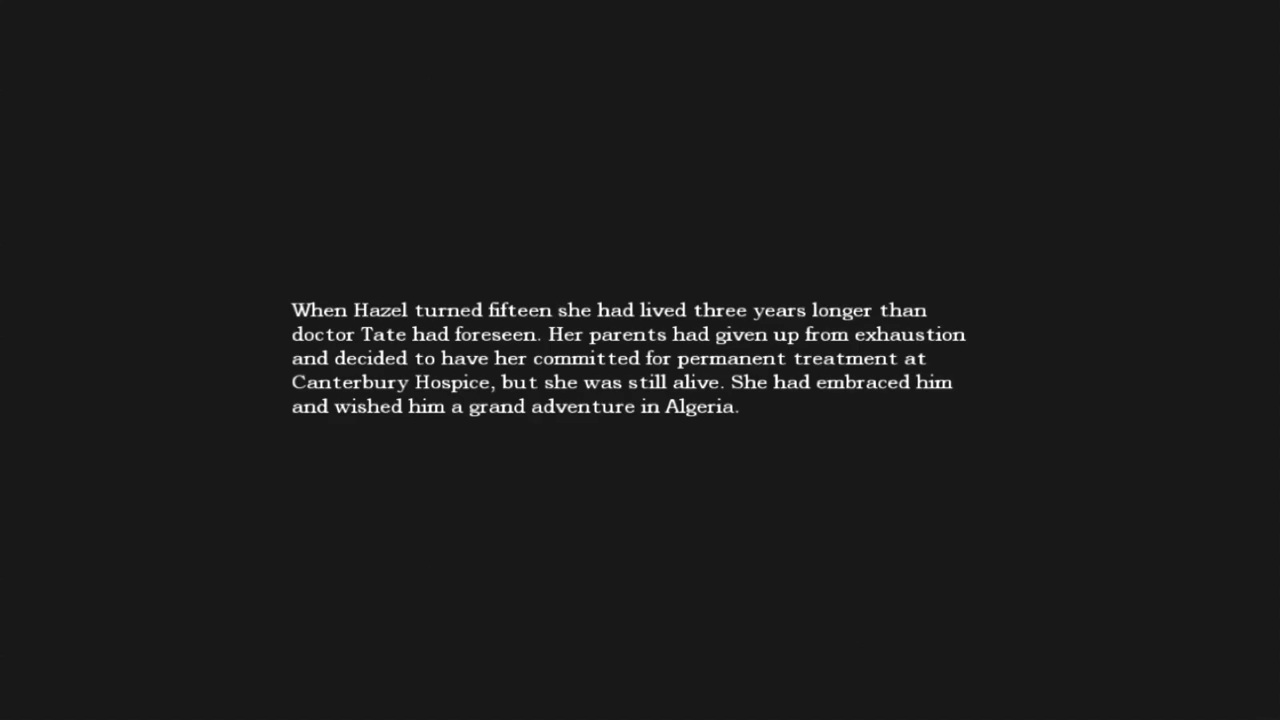 When Hazel turned fifteen she had lived three years longer than
doctor Tate had foreseen. Her parents had given up from exhaustion
and decided to have her committed for permanent treatment at
Canterbury Hospice, but she was still alive. She had embraced him
and wished him a grand adventure in Algeria.